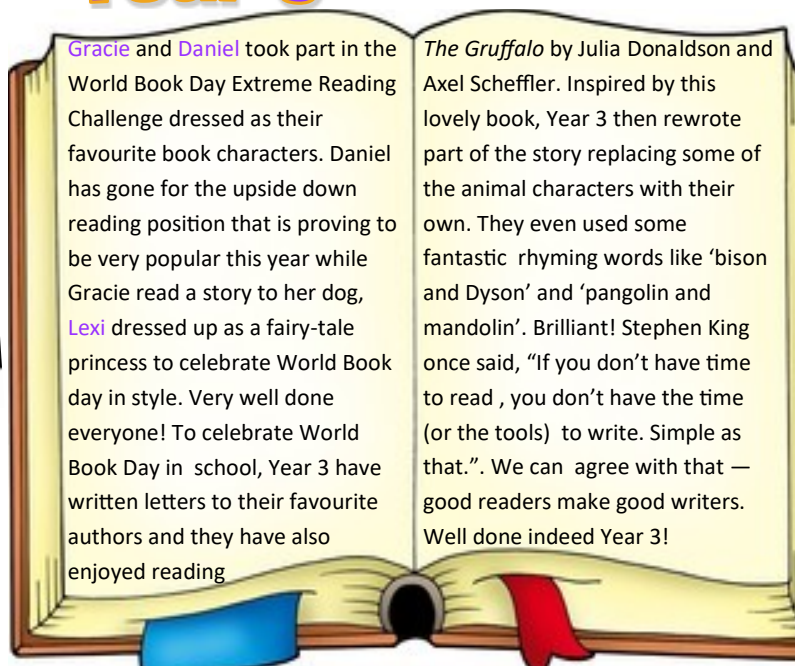 Gracie and Daniel took part in the
World Book Day Extreme Reading
Challenge dressed as their
favourite book characters. Daniel
has gone for the upside down
reading position that is proving to
be very popular this year while
Gracie read a story to her dog,
Lexi dressed up as a fairy-tale
princess to celebrate World Book
day in style. Very well done
everyone! To celebrate World
Book Day in school, Year 3 have
written letters to their favourite
authors and they have also
enjoyed reading
The Gruffalo by Julia Donaldson and
Axel Scheffler. Inspired by this
lovely book, Year 3 then rewrote
part of the story replacing some of
the animal characters with their
own. They even used some
fantastic rhyming words like ‘bison
and Dyson’ and ‘pangolin and
mandolin’. Brilliant! Stephen King
once said, “If you don’t have time
to read , you don’t have the time
(or the tools) to write. Simple as
that.”. We can agree with that —
good readers make good writers.
Well done indeed Year 3!